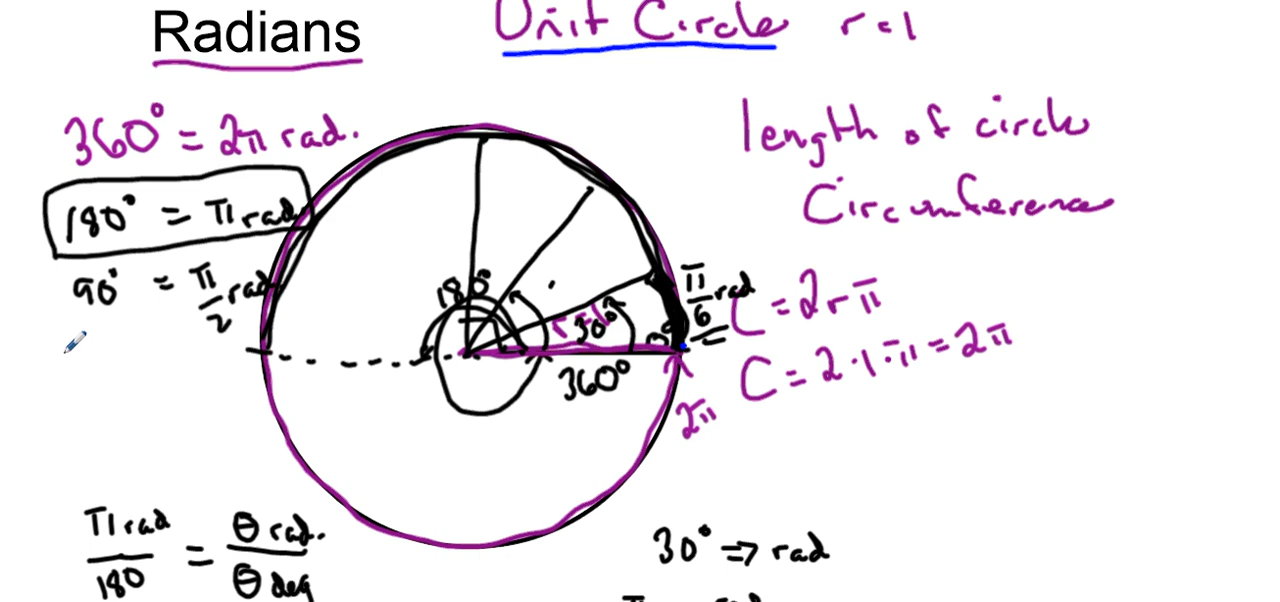 Radians
Unit Circle r=1
360° = 2π rad.
180° = π rad
90° = π/2 rad
length of circle
Circumference
C = 2rπ
C = 2·1·π = 2π
180°
r=1
30°
π/6 rad
360°
2π
π rad / 180 = θ rad. / θ deg
30° => rad